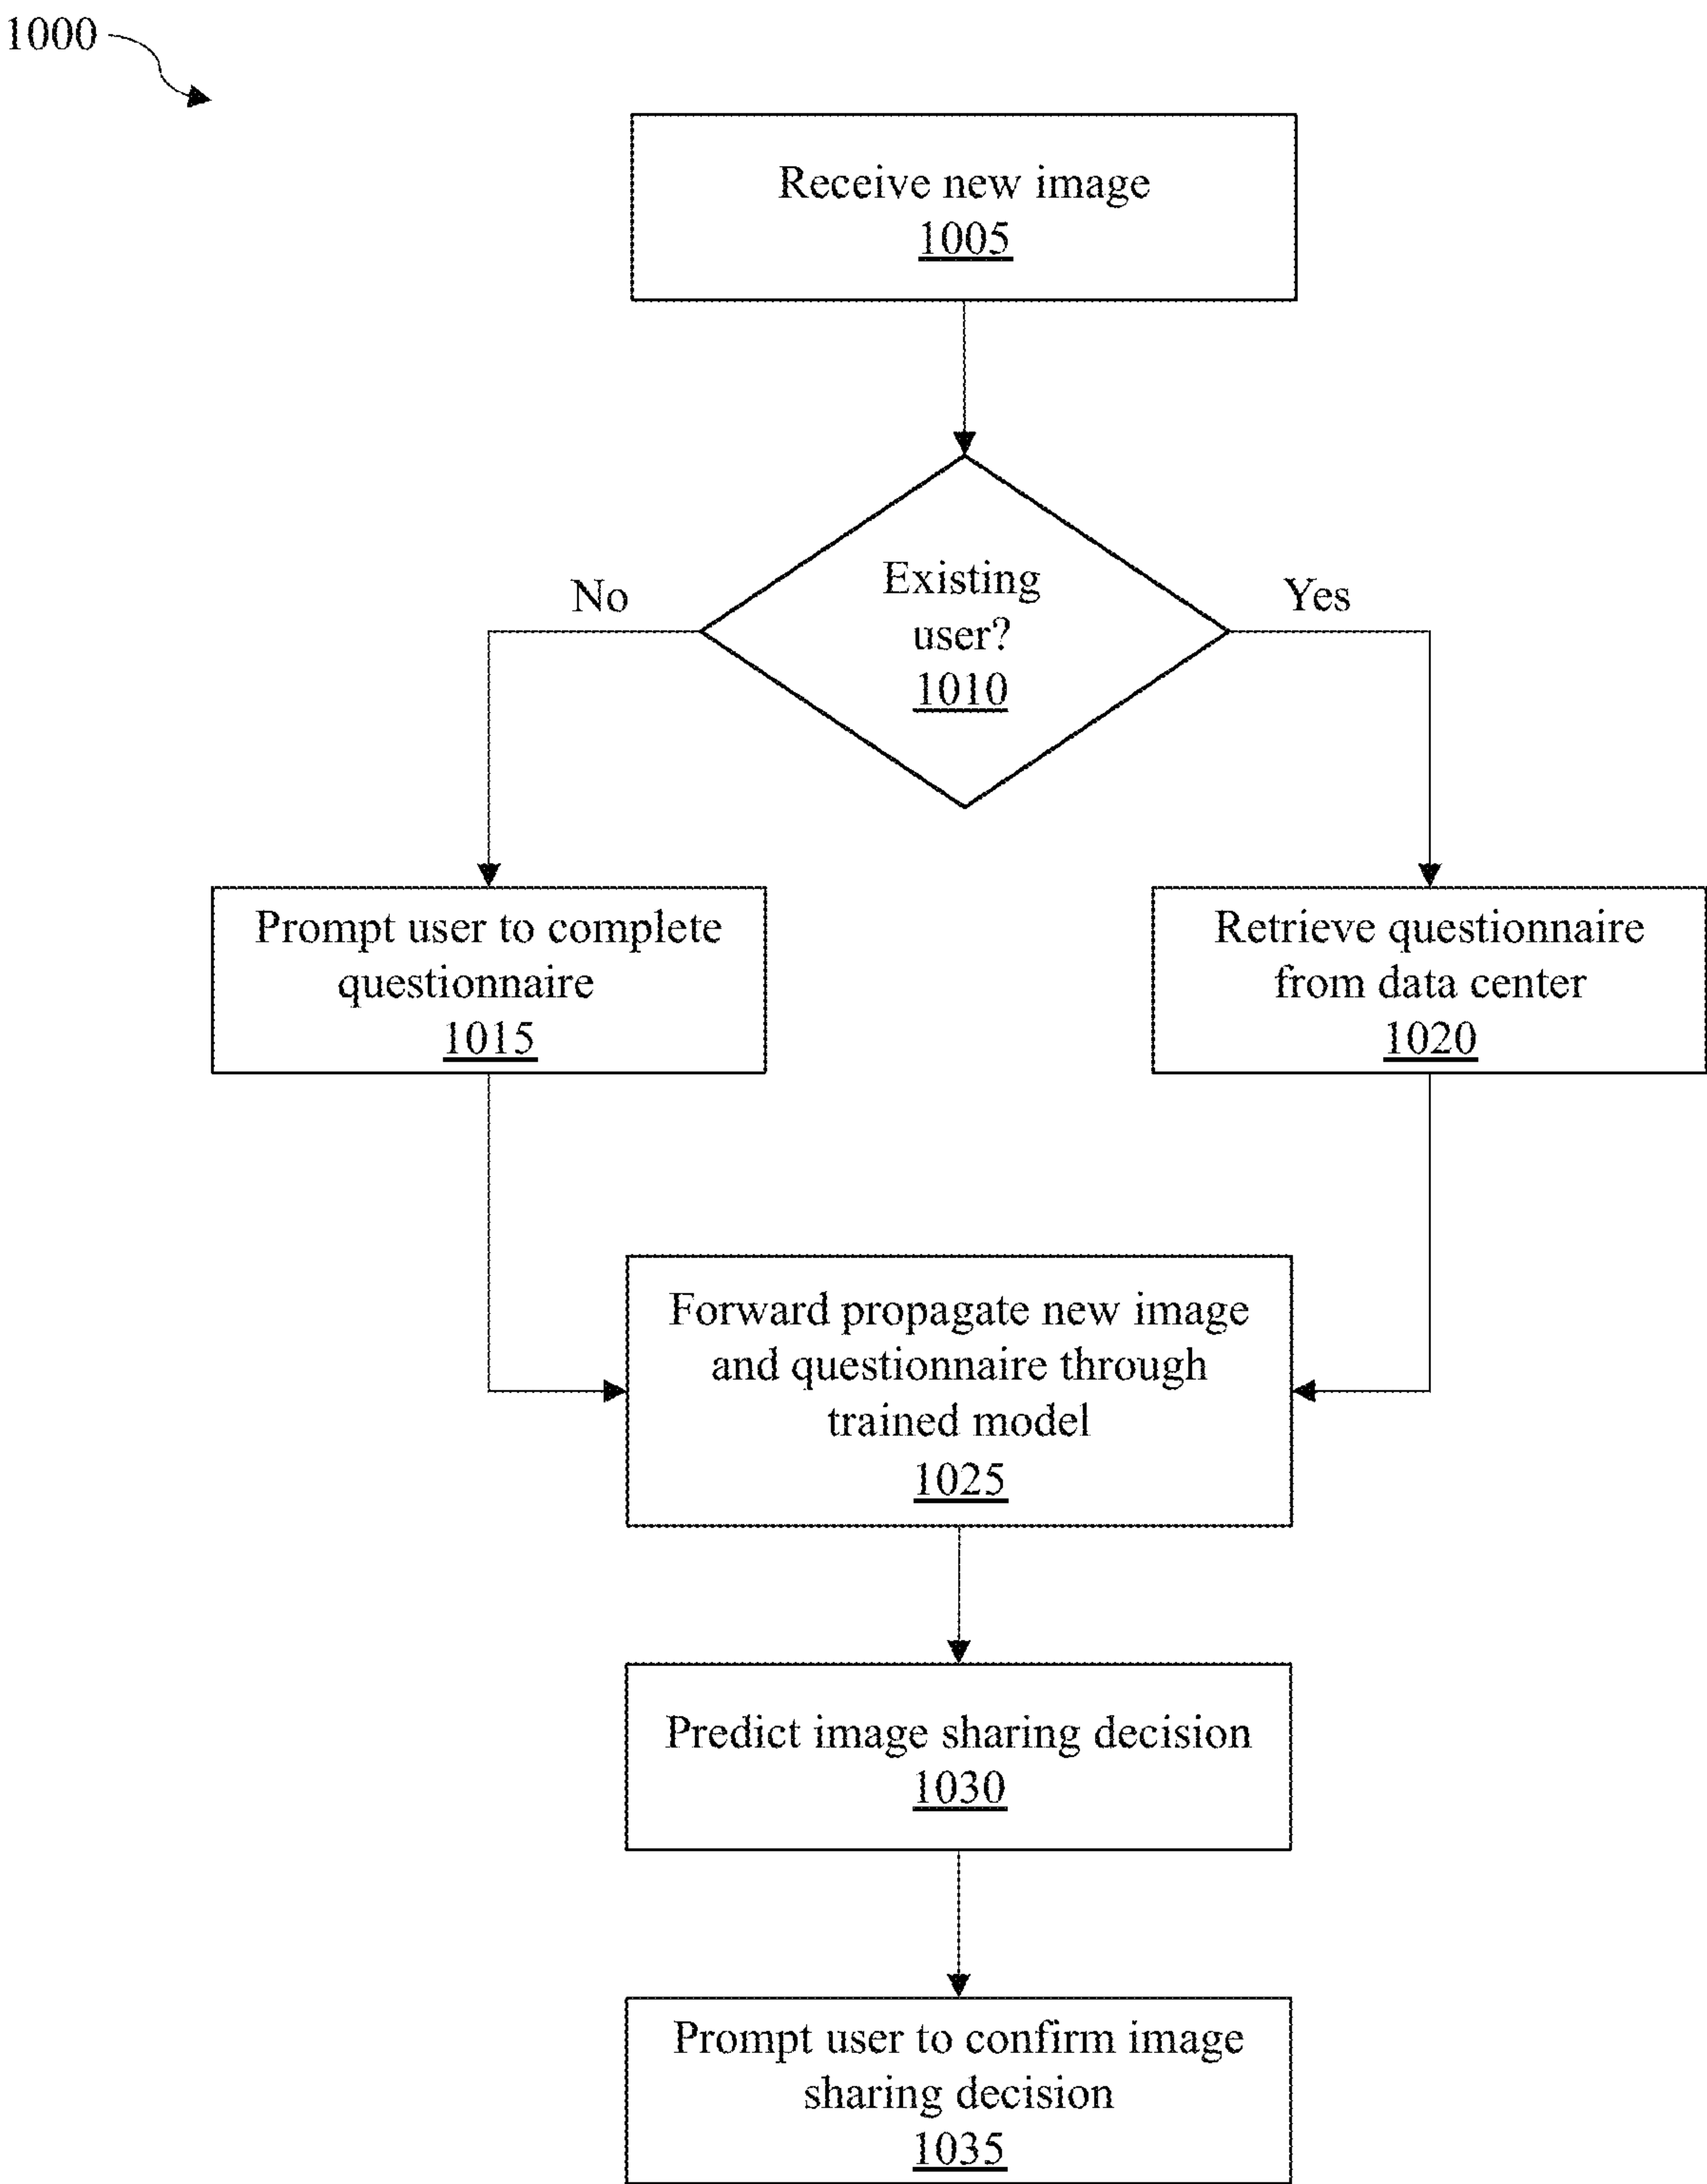 1000
Receive new image
1005
Existing
user?
1010
No
Yes
Prompt user to complete
questionnaire
1015
Retrieve questionnaire
from data center
1020
Forward propagate new image
and questionnaire through
trained model
1025
Predict image sharing decision
1030
Prompt user to confirm image
sharing decision
1035